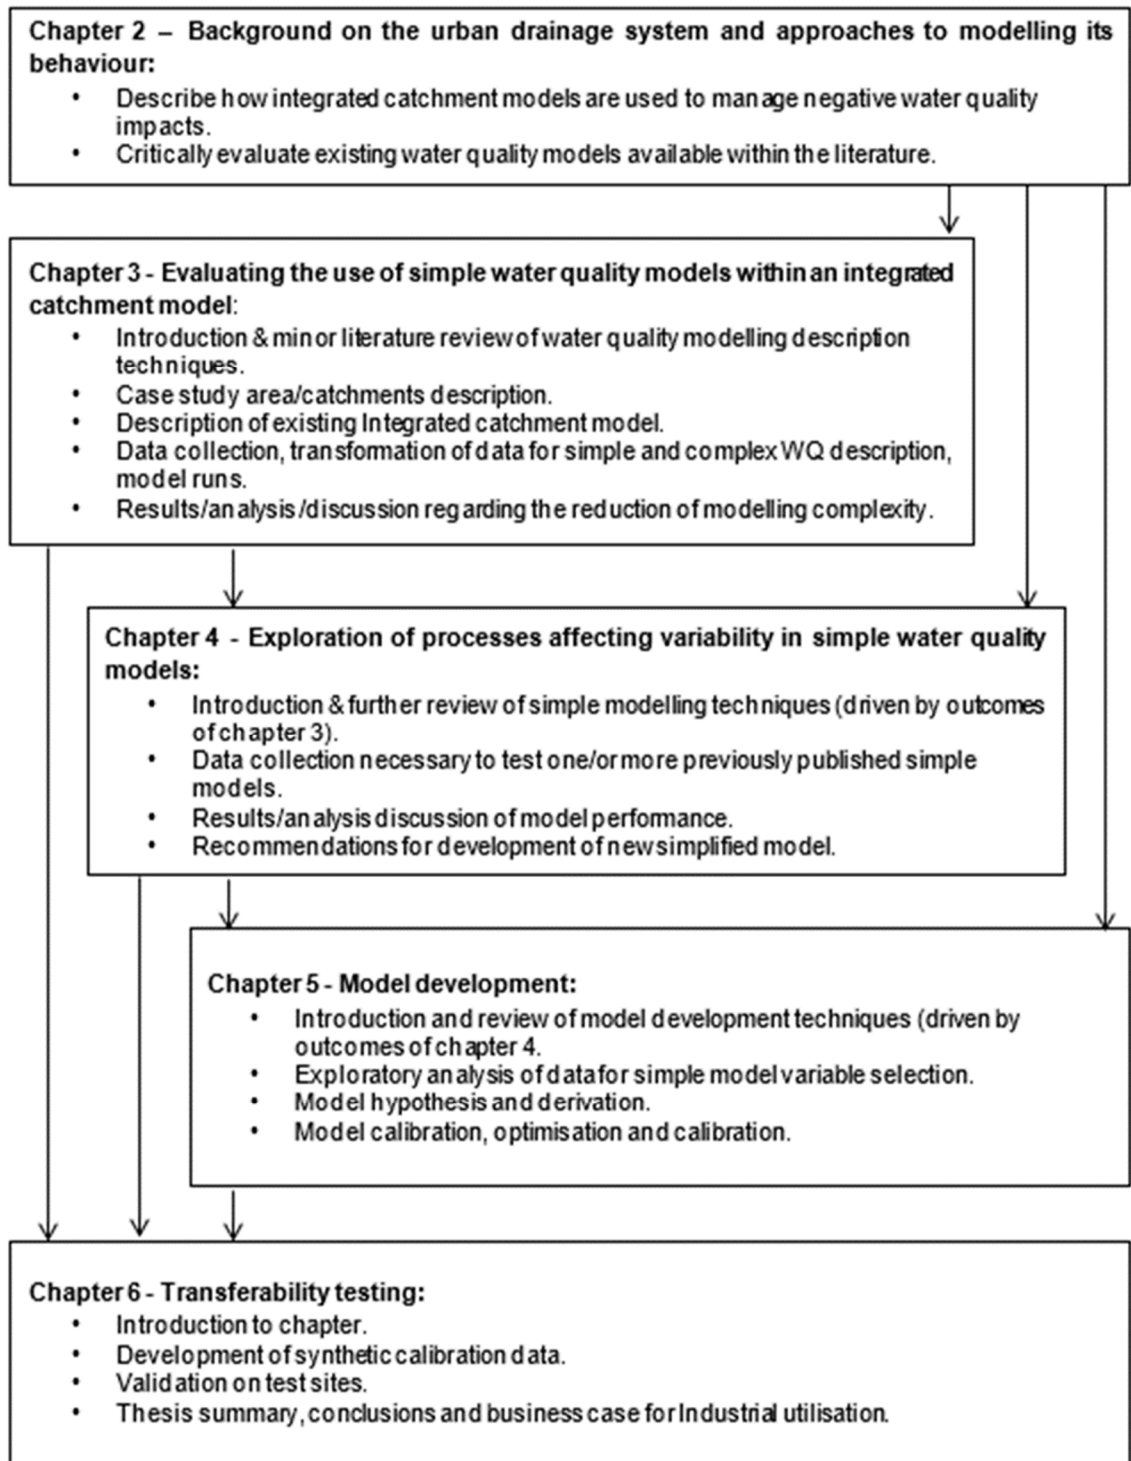 Chapter 2 – Background on the urban drainage system and approaches to modelling its
behaviour:
• Describe how integrated catchment models are used to manage negative water quality
impacts.
• Critically evaluate existing water quality models available within the literature.
Chapter 3 - Evaluating the use of simple water quality models within an integrated
catchment model:
• Introduction & minor literature review of water quality modelling description
techniques.
• Case study area/catchments description.
• Description of existing Integrated catchment model.
• Data collection, transformation of data for simple and complex WQ description,
model runs.
• Results/analysis/discussion regarding the reduction of modelling complexity.
Chapter 4 - Exploration of processes affecting variability in simple water quality
models:
• Introduction & further review of simple modelling techniques (driven by outcomes
of chapter 3).
• Data collection necessary to test one/or more previously published simple
models.
• Results/analysis discussion of model performance.
• Recommendations for development of new simplified model.
Chapter 5 - Model development:
• Introduction and review of model development techniques (driven by
outcomes of chapter 4.
• Exploratory analysis of data for simple model variable selection.
• Model hypothesis and derivation.
• Model calibration, optimisation and calibration.
Chapter 6 - Transferability testing:
• Introduction to chapter.
• Development of synthetic calibration data.
• Validation on test sites.
• Thesis summary, conclusions and business case for Industrial utilisation.